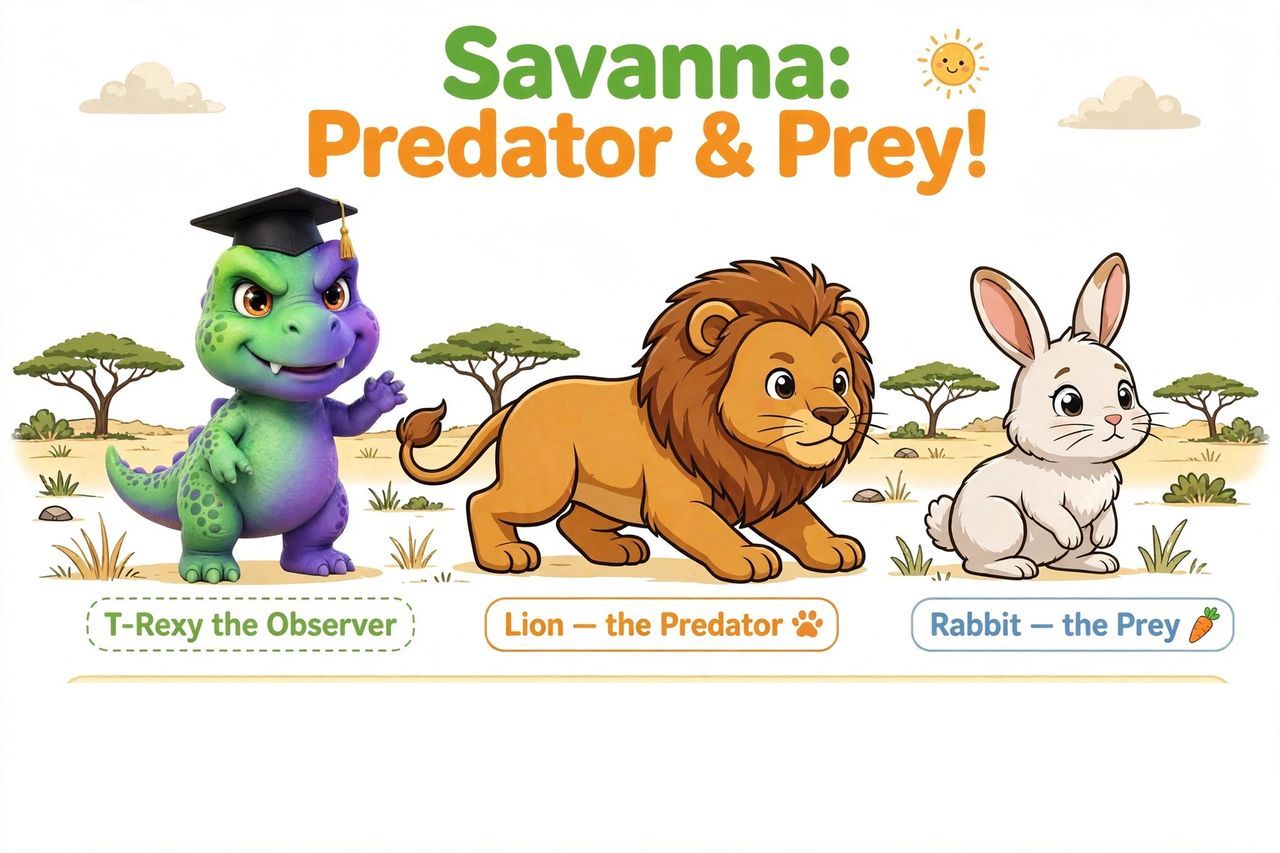 Savanna:
Predator & Prey!
T-Rexy the Observer
Lion — the Predator
Rabbit — the Prey